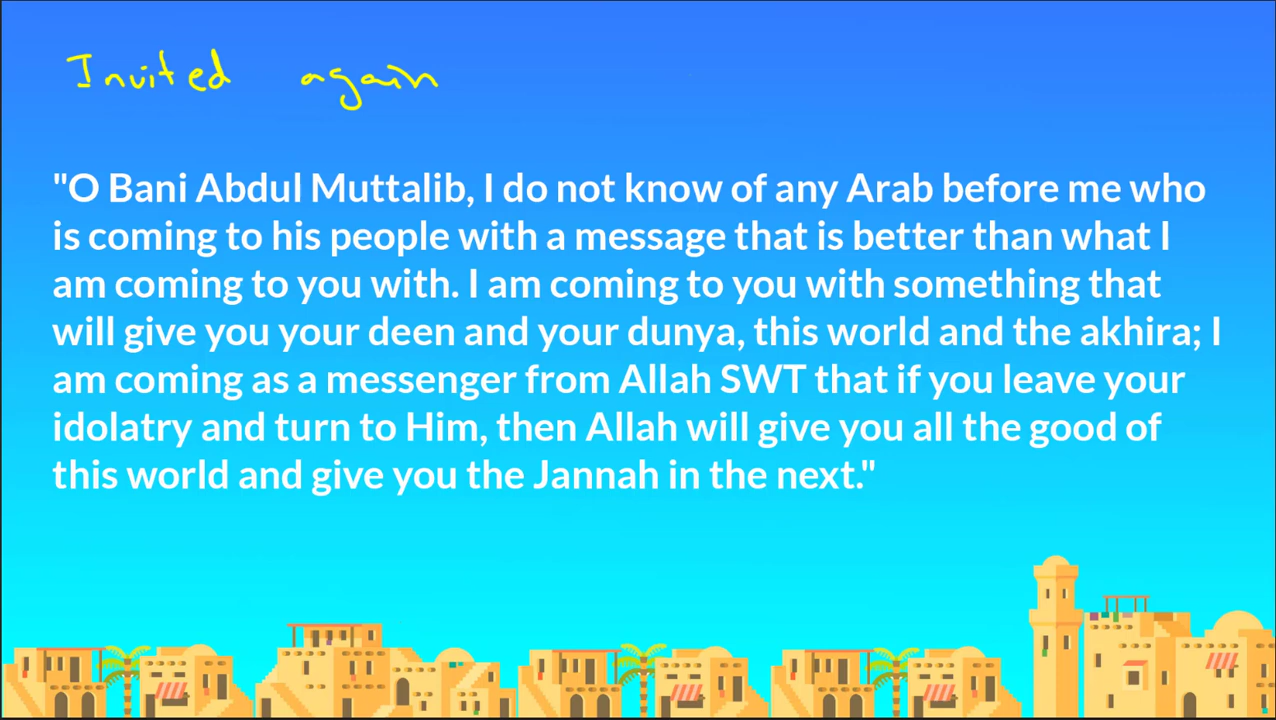 Invited again
"O Bani Abdul Muttalib, I do not know of any Arab before me who
is coming to his people with a message that is better than what I
am coming to you with. I am coming to you with something that
will give you your deen and your dunya, this world and the akhira; I
am coming as a messenger from Allah SWT that if you leave your
idolatry and turn to Him, then Allah will give you all the good of
this world and give you the Jannah in the next."